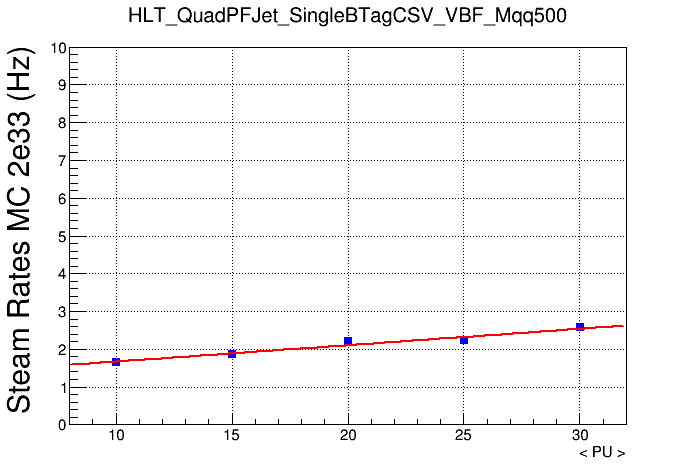 HLT_QuadPFJet_SingleBTagCSV_VBF_Mqq500
Steam Rates MC 2e33 (Hz)
10
9
8
7
6
5
4
3
2
1
0
10 15 20 25 30
< PU >